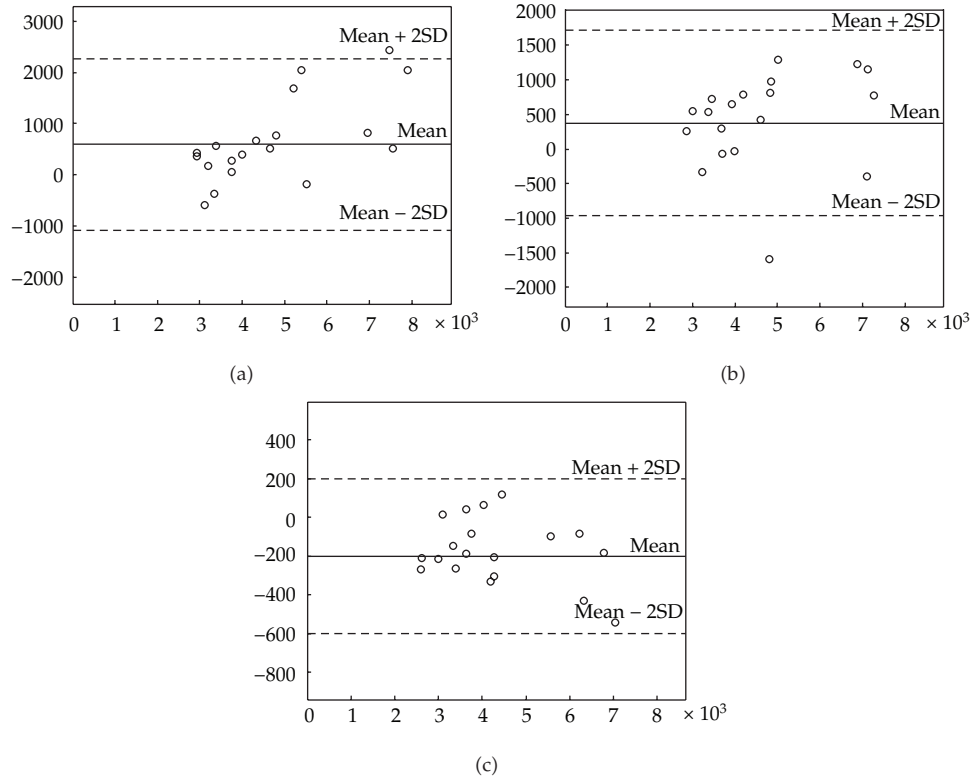 3000
2000
1000
0
−1000
−2000
Mean + 2SD
Mean
Mean − 2SD
0 1 2 3 4 5 6 7 8 × 10³
(a)
2000
1500
1000
500
0
−500
−1000
−1500
−2000
Mean + 2SD
Mean
Mean − 2SD
0 1 2 3 4 5 6 7 8 × 10³
(b)
400
200
0
−200
−400
−600
−800
Mean + 2SD
Mean
Mean − 2SD
0 1 2 3 4 5 6 7 8 × 10³
(c)